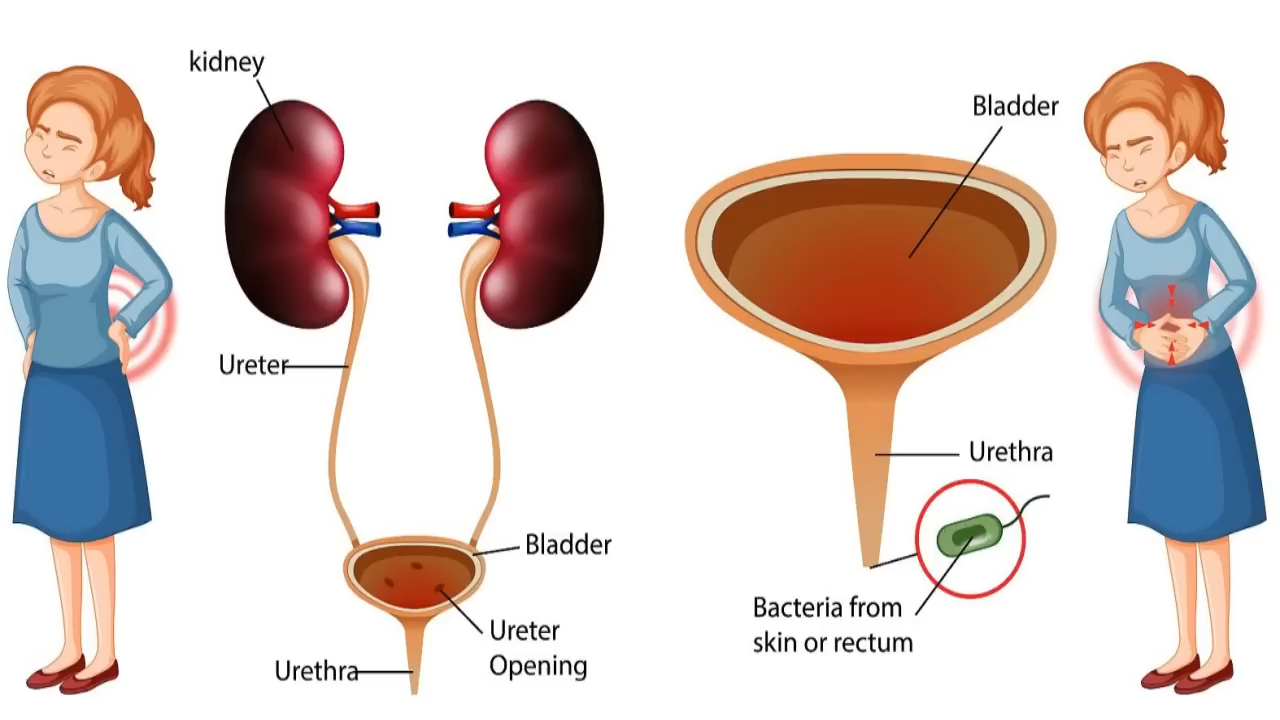 kidney
Ureter
Bladder
Ureter
Opening
Urethra
Bladder
Urethra
Bacteria from
skin or rectum